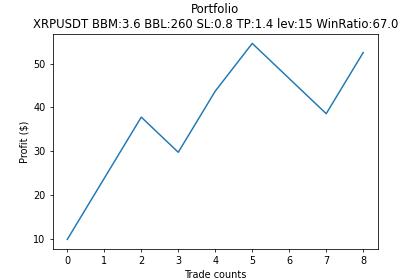 Portfolio
XRPUSDT BBM:3.6 BBL:260 SL:0.8 TP:1.4 lev:15 WinRatio:67.0
Profit ($)
50
40
30
20
10
0 1 2 3 4 5 6 7 8
Trade counts